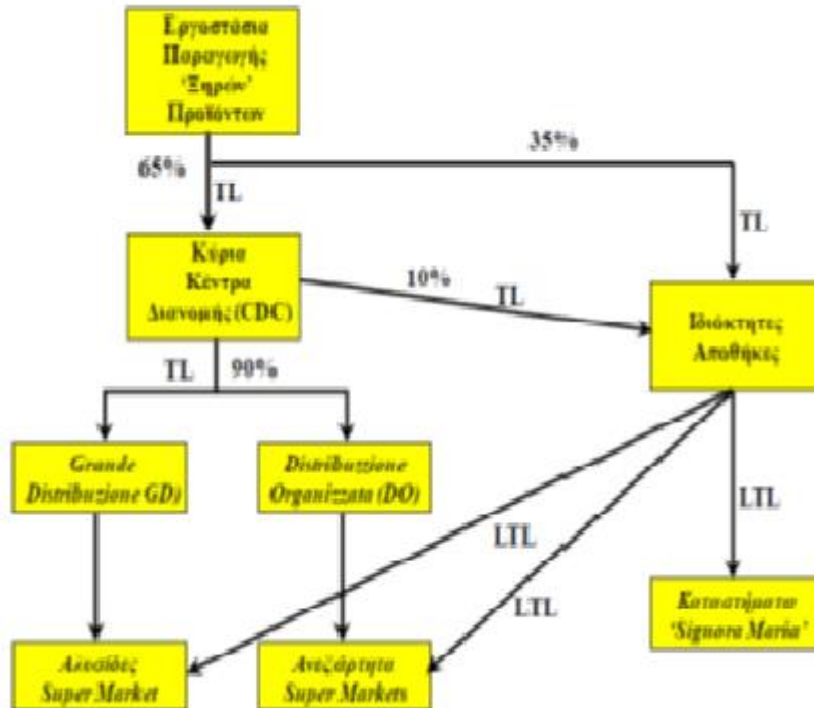 Εργοστάσια
Παραγωγής
‘Ξηρών’
Προϊόντων
65%
TL
35%
TL
Κύρια
Κέντρα
Διανομής (CDC)
10%
TL
Ιδιόκτητες
Αποθήκες
TL
90%
Grande
Distribuzione GD)
Distribuzzione
Organizzata (DO)
LTL
LTL
LTL
Καταστήματα
‘Signora Maria’
Αλυσίδες
Super Market
Ανεξάρτητα
Super Markets